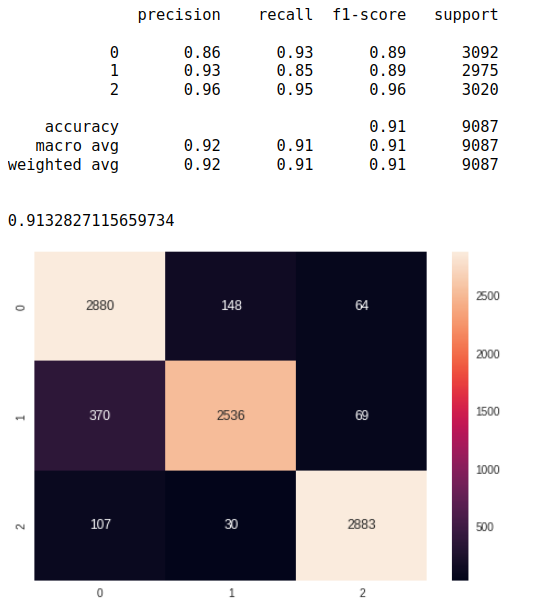 precision recall f1-score support
0 0.86 0.93 0.89 3092
1 0.93 0.85 0.89 2975
2 0.96 0.95 0.96 3020
accuracy 0.91 9087
macro avg 0.92 0.91 0.91 9087
weighted avg 0.92 0.91 0.91 9087
0.9132827115659734
0 2880 148 64
1 370 2536 69
2 107 30 2883
0 1 2
2500
2000
1500
1000
500